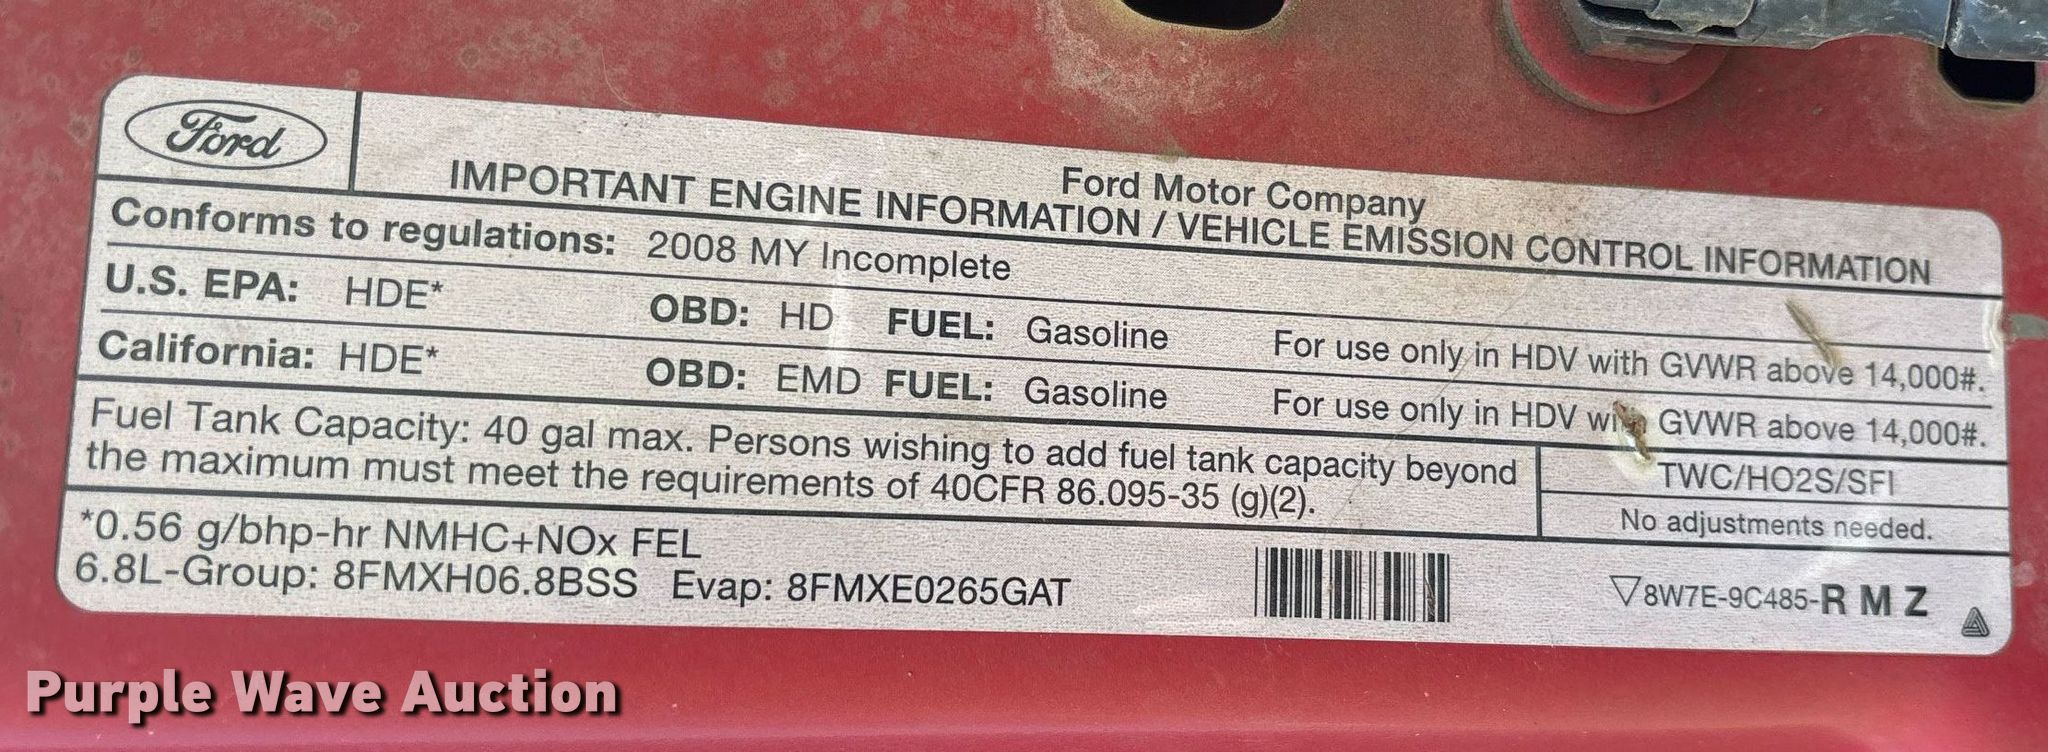 Ford
Ford Motor Company
IMPORTANT ENGINE INFORMATION / VEHICLE EMISSION CONTROL INFORMATION
Conforms to regulations: 2008 MY Incomplete
U.S. EPA: HDE* OBD: HD FUEL: Gasoline For use only in HDV with GVWR above 14,000#.
California: HDE* OBD: EMD FUEL: Gasoline For use only in HDV with GVWR above 14,000#.
Fuel Tank Capacity: 40 gal max. Persons wishing to add fuel tank capacity beyond
the maximum must meet the requirements of 40CFR 86.095-35 (g)(2).
TWC/HO2S/SFI
No adjustments needed.
*0.56 g/bhp-hr NMHC+NOx FEL
6.8L-Group: 8FMXH06.8BSS Evap: 8FMXE0265GAT
▽8W7E-9C485-R M Z
Purple Wave Auction